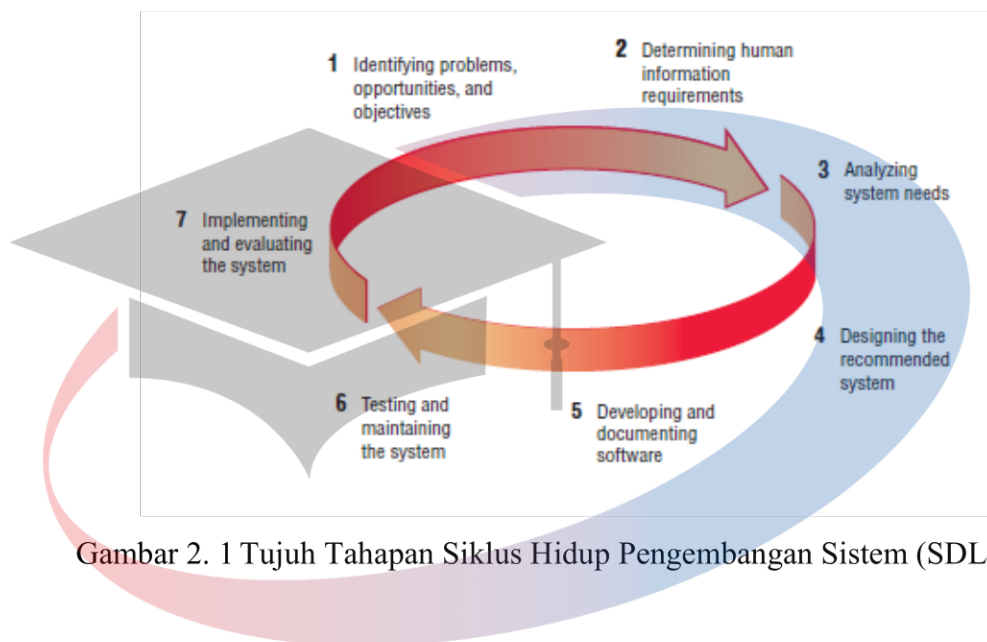 1 Identifying problems,
opportunities, and
objectives
2 Determining human
information
requirements
3 Analyzing
system needs
4 Designing the
recommended
system
5 Developing and
documenting
software
6 Testing and
maintaining
the system
7 Implementing
and evaluating
the system
Gambar 2. 1 Tujuh Tahapan Siklus Hidup Pengembangan Sistem (SDL